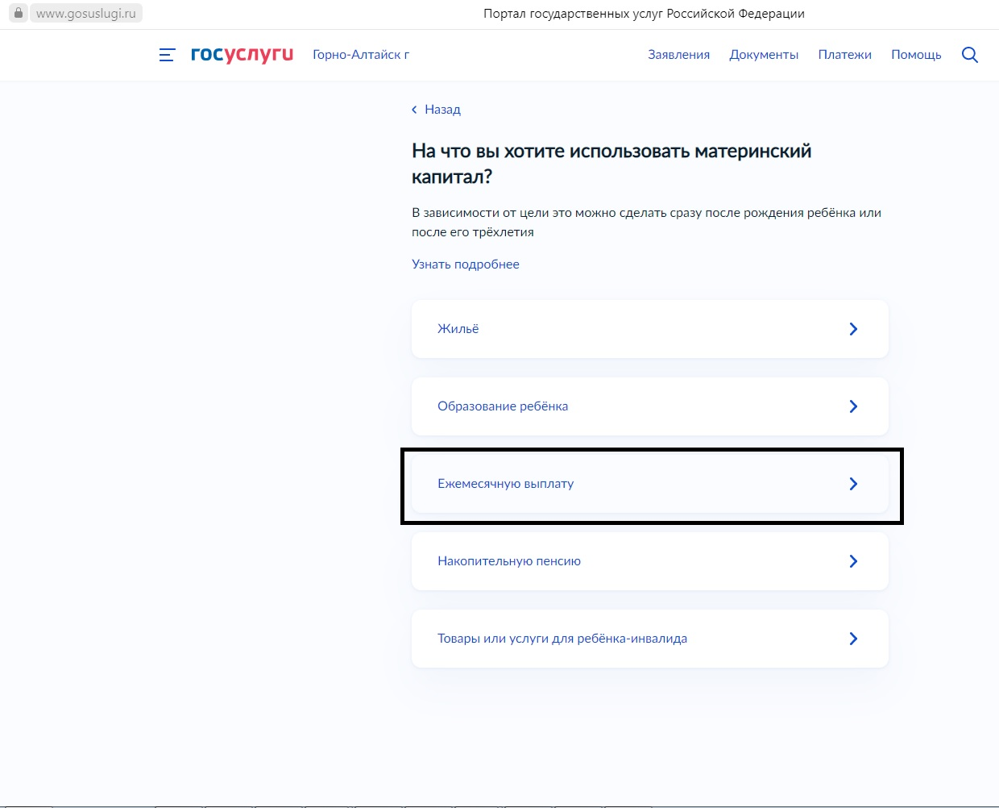 www.gosuslugi.ru
Портал государственных услуг Российской Федерации
госуслуги
Горно-Алтайск г
Заявления
Документы
Платежи
Помощь
Назад
На что вы хотите использовать материнский
капитал?
В зависимости от цели это можно сделать сразу после рождения ребёнка или
после его трёхлетия
Узнать подробнее
Жильё
Образование ребёнка
Ежемесячную выплату
Накопительную пенсию
Товары или услуги для ребёнка-инвалида